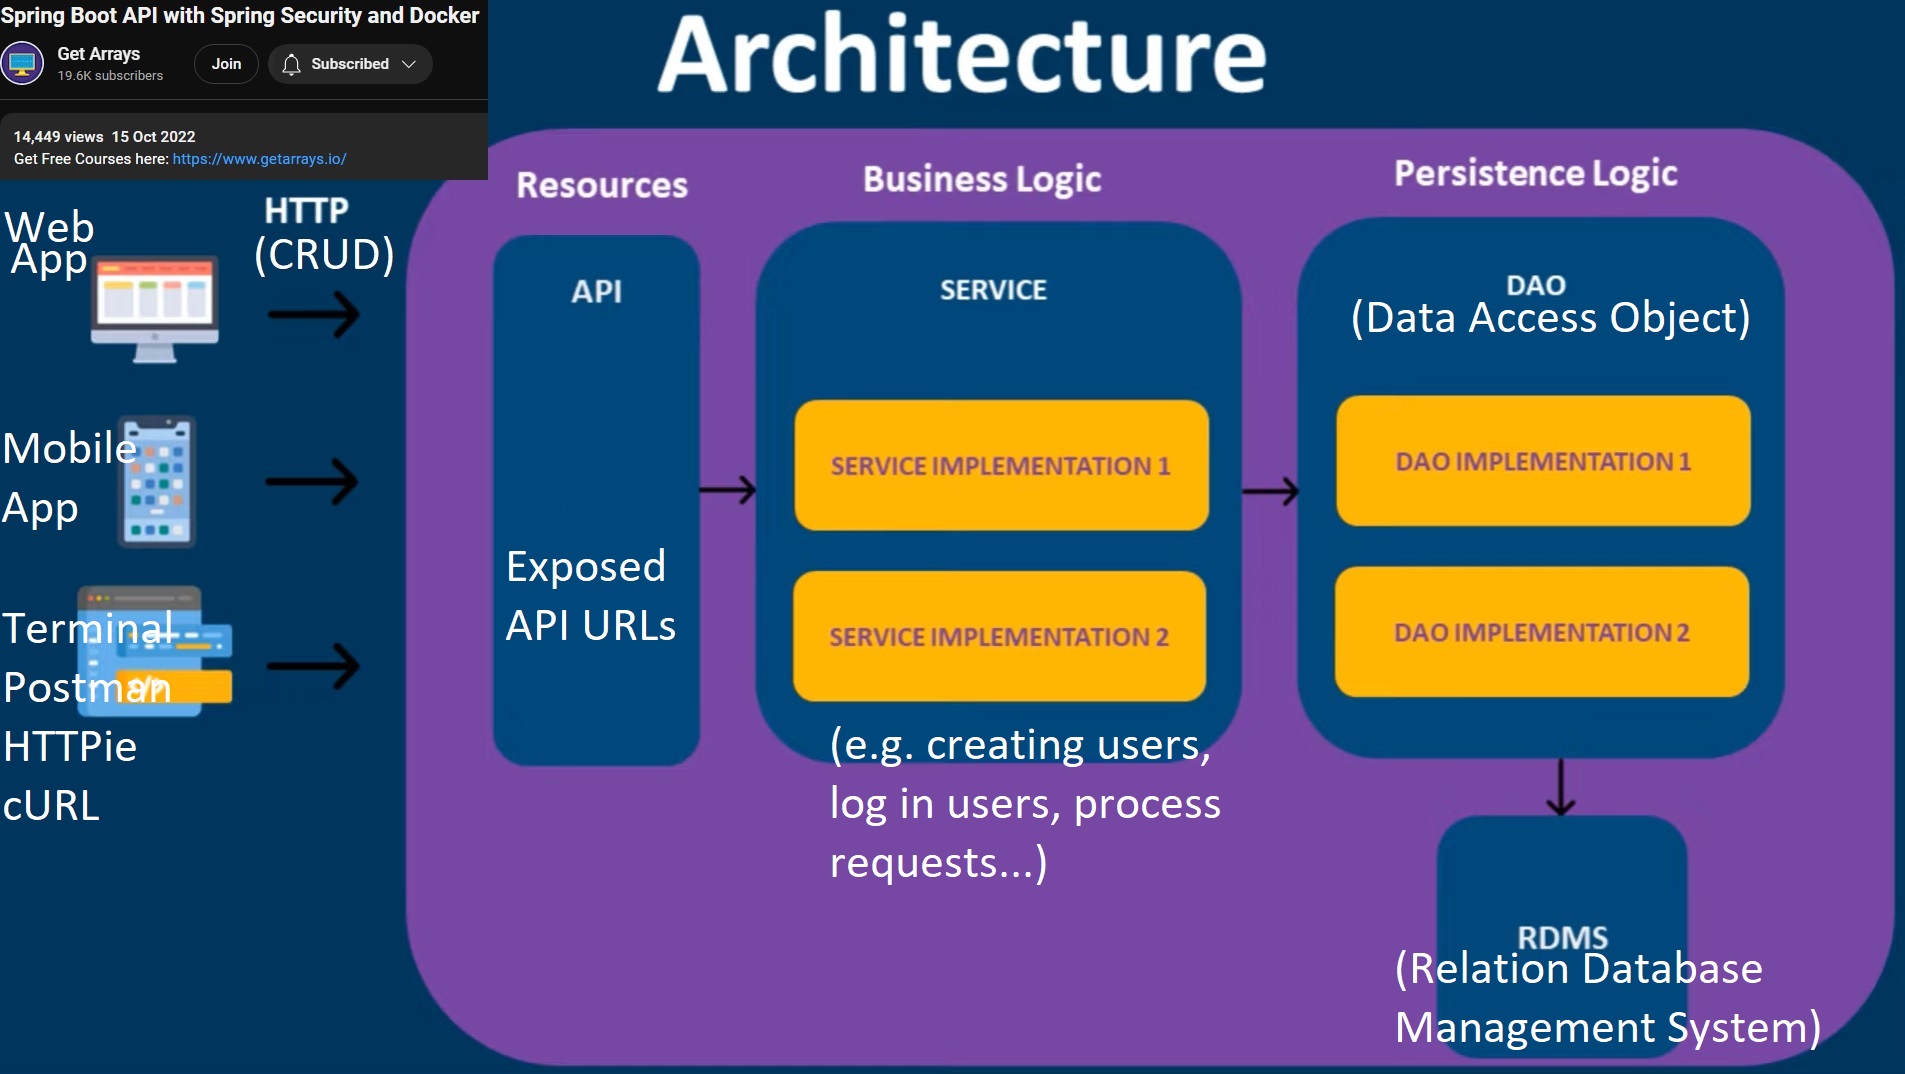 Spring Boot API with Spring Security and Docker
Get Arrays
19.6K subscribers
Join
Subscribed
14,449 views 15 Oct 2022
Get Free Courses here: https://www.getarrays.io/
Architecture
Web
App
HTTP
(CRUD)
Mobile
App
Terminal
Postman
HTTPie
cURL
Resources
API
Exposed
API URLs
Business Logic
SERVICE
SERVICE IMPLEMENTATION 1
SERVICE IMPLEMENTATION 2
(e.g. creating users,
log in users, process
requests...)
Persistence Logic
DAO
(Data Access Object)
DAO IMPLEMENTATION 1
DAO IMPLEMENTATION 2
RDMS
(Relation Database
Management System)